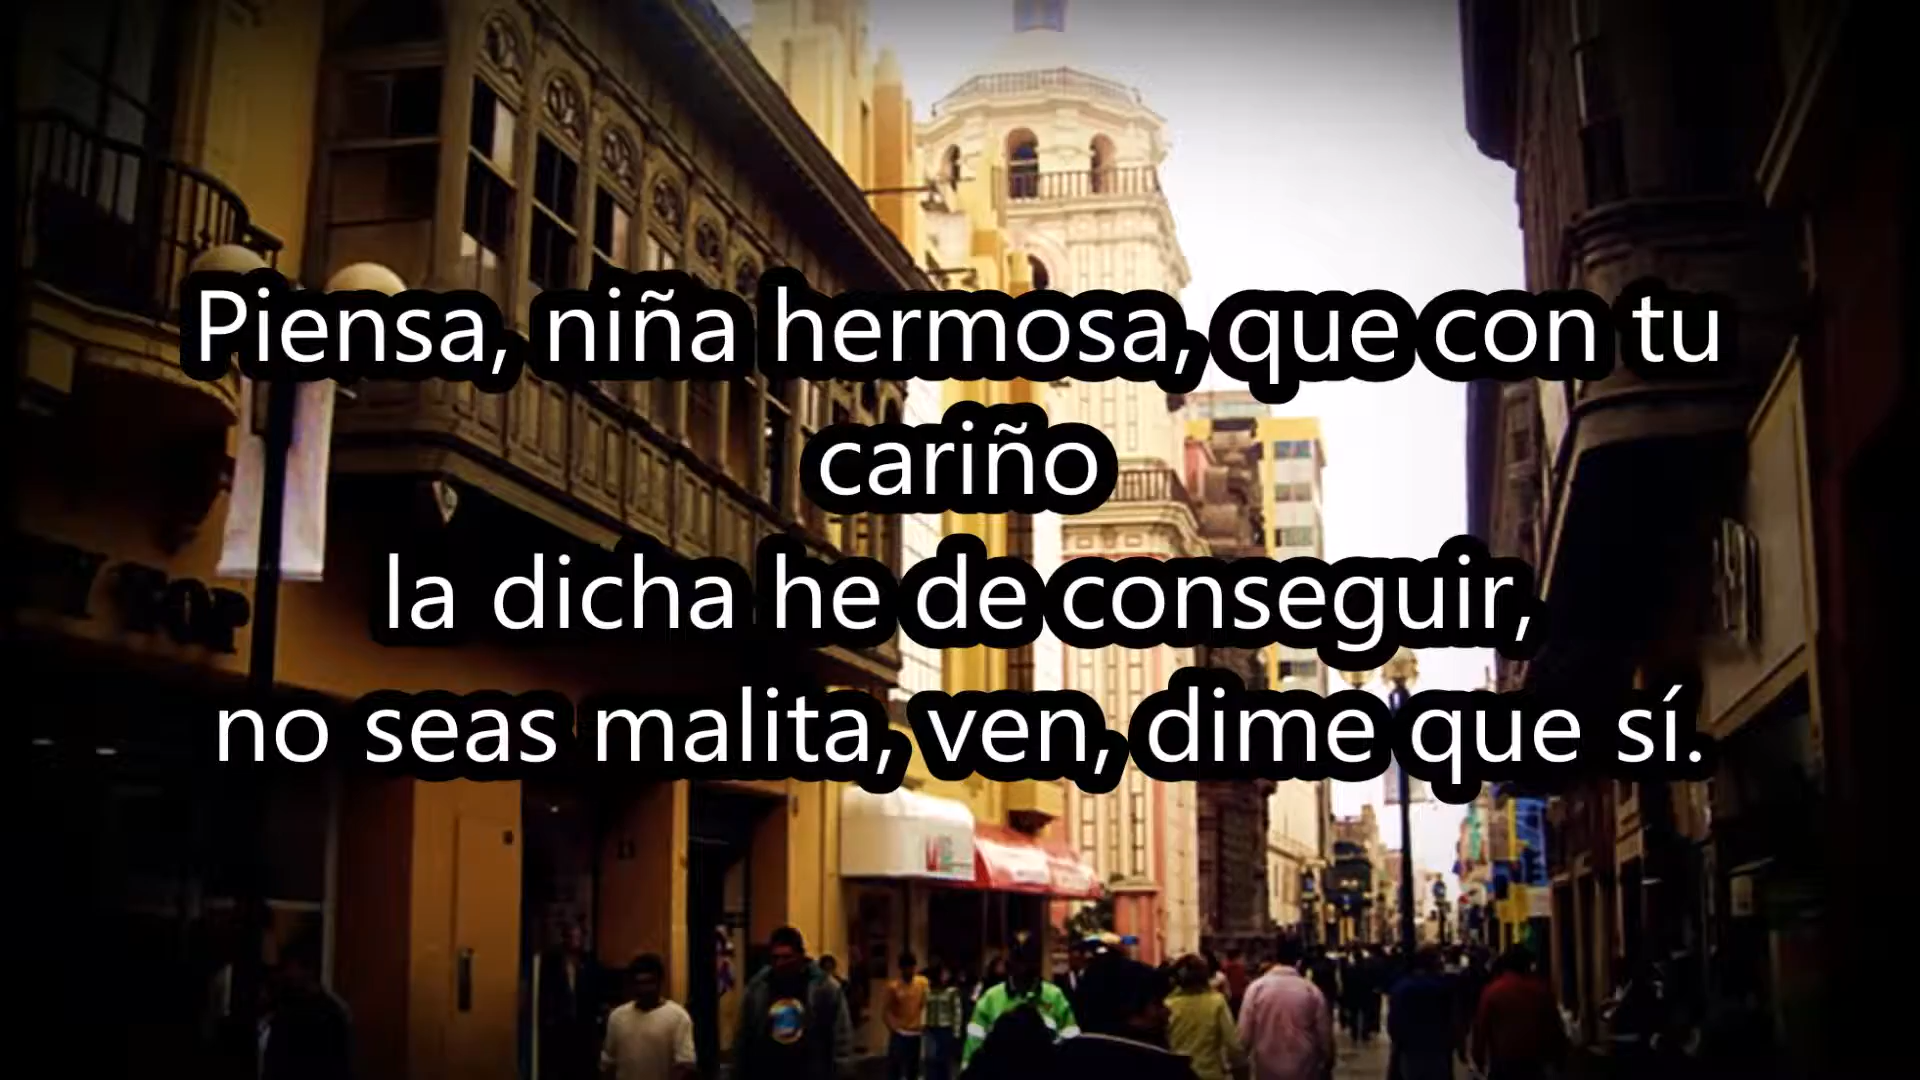 Piensa, niña hermosa, que con tu
cariño
la dicha he de conseguir,
no seas malita, ven, dime que sí.